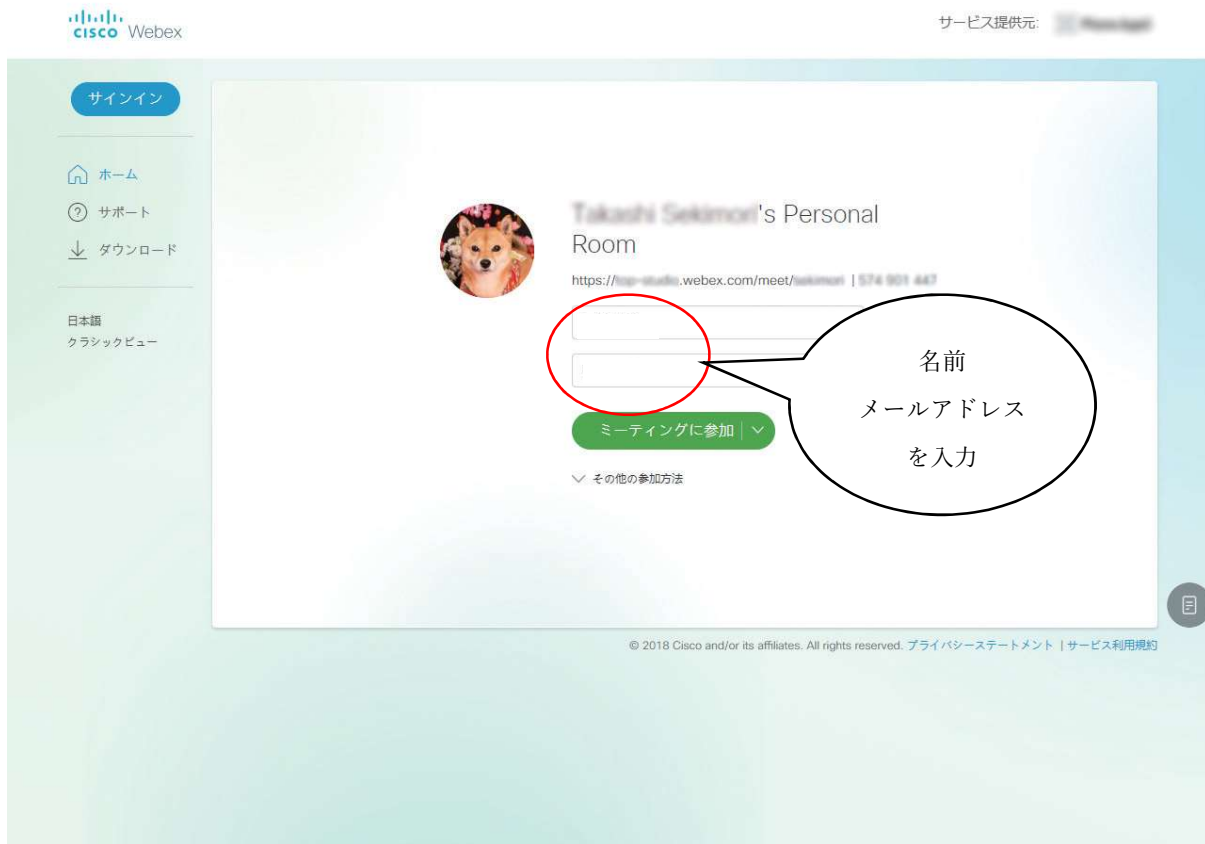 CISCO Webex
サービス提供元:
サインイン
ホーム
サポート
ダウンロード
日本語
クラシックビュー
's Personal
Room
https://.webex.com/meet/ |
ミーティングに参加
その他の参加方法
名前
メールアドレス
を入力
© 2018 Cisco and/or its affiliates. All rights reserved. プライバシーステートメント | サービス利用規約